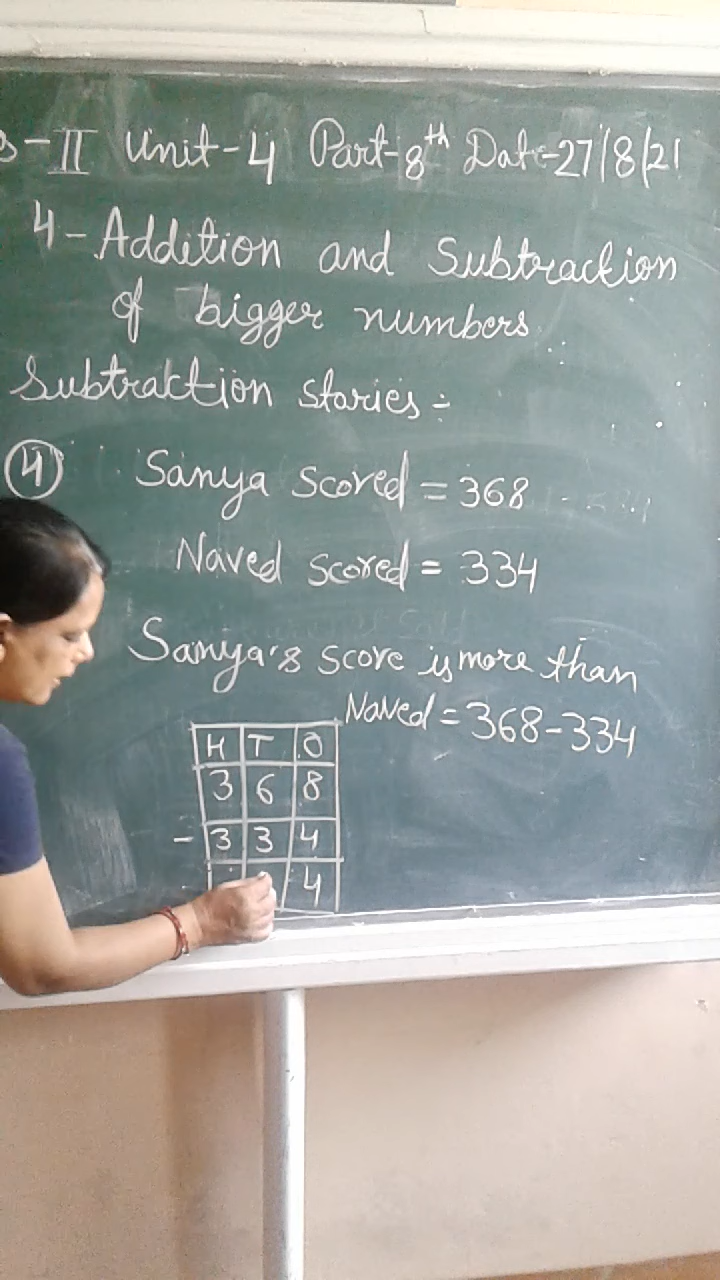 -II Unit-4 Part-8th Date-27/8/21
4-Addition and Subtraction
of bigger numbers
Subtraction stories:-
4 Sanya scored = 368
Naved scored = 334
Sanya's score is more than
Naved = 368-334
H T O
3 6 8
- 3 3 4
4